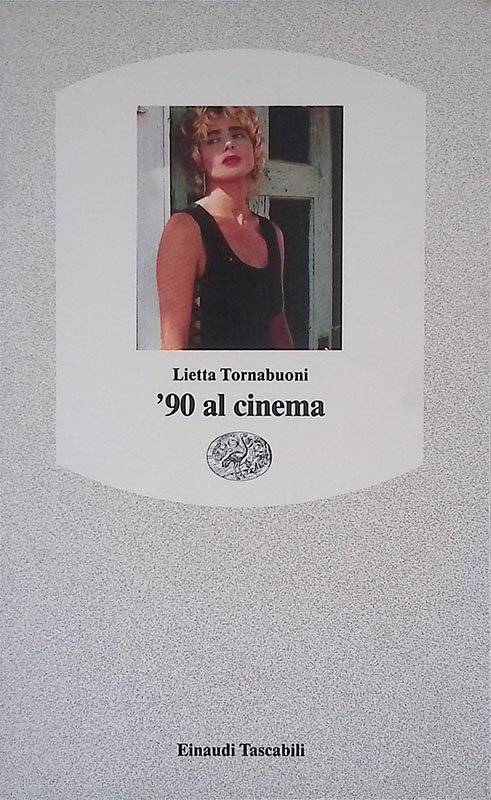 Lietta Tornabuoni
’90 al cinema
Einaudi Tascabili